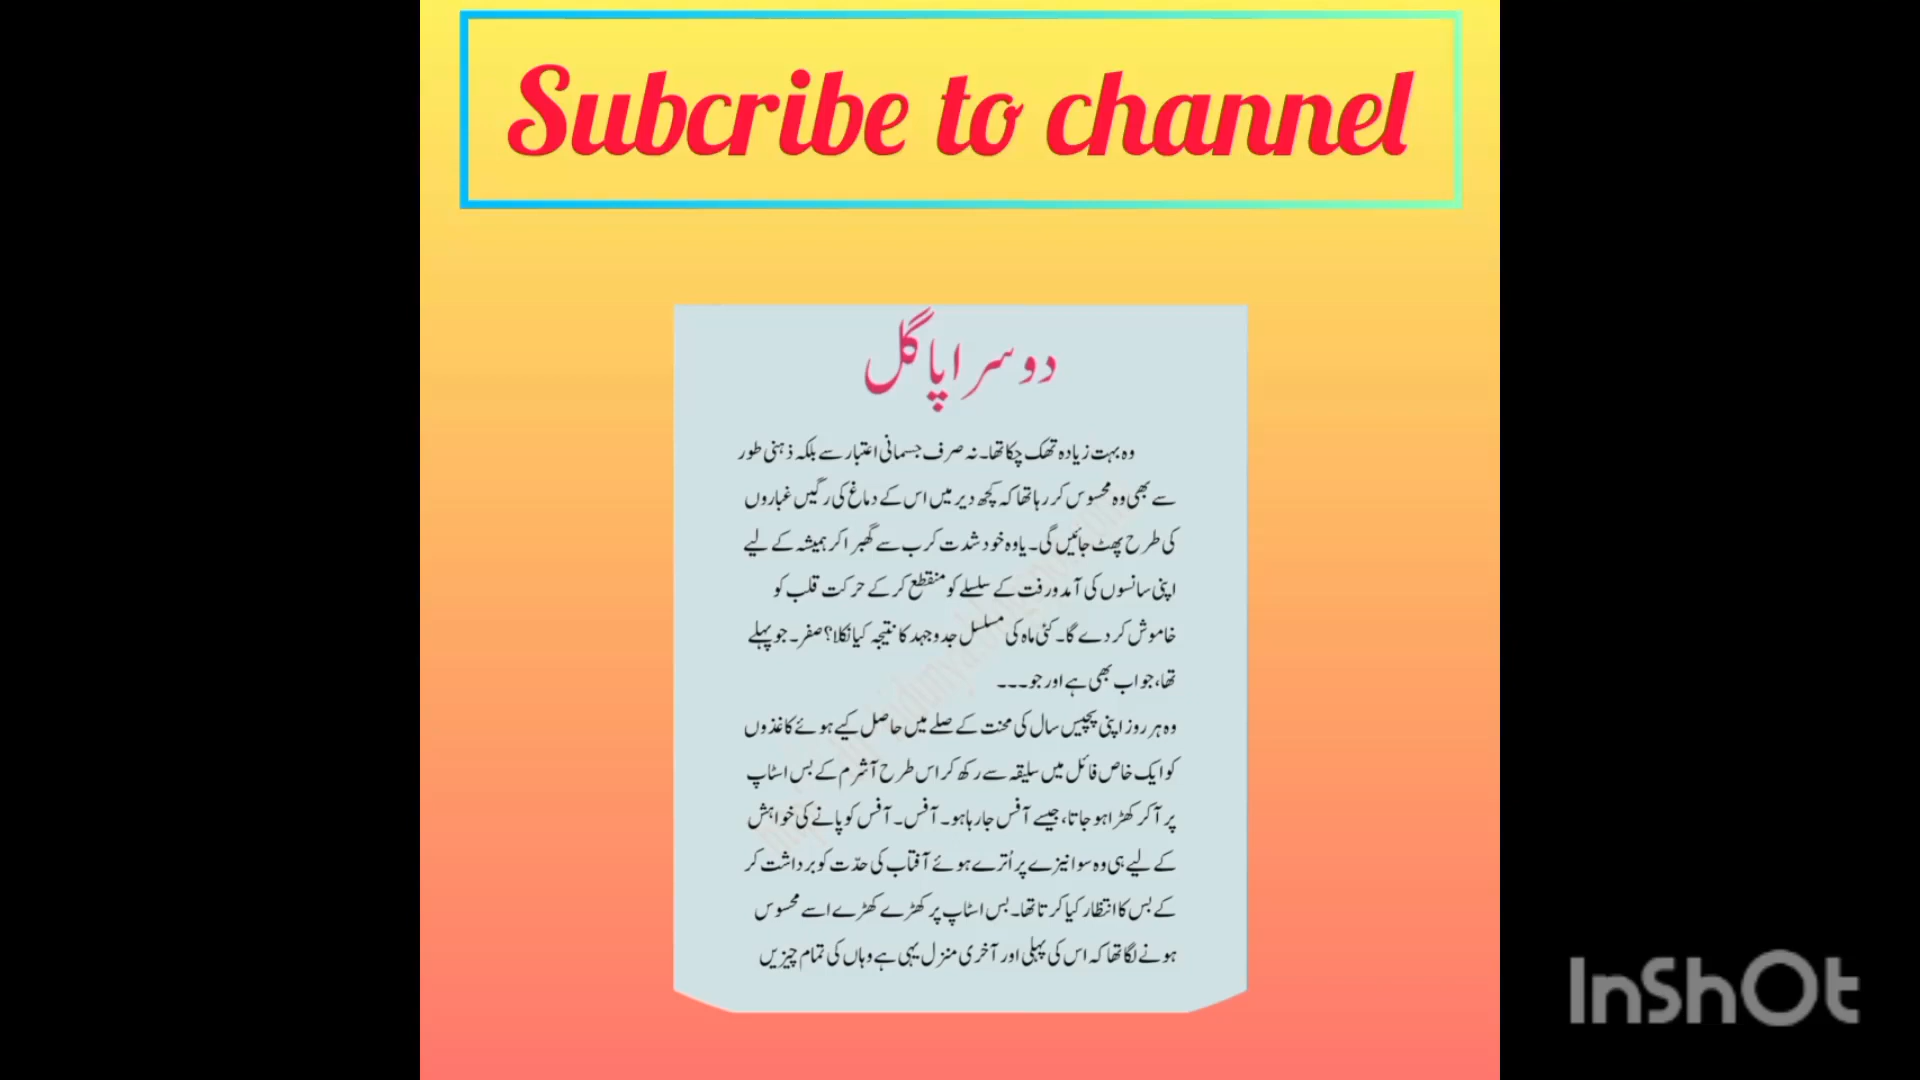 Subcribe to channel
دوسرا پاگل
وہ بہت زیادہ تھک چکا تھا۔ نہ صرف جسمانی اعتبار سے بلکہ ذہنی طور
سے بھی وہ محسوس کر رہا تھا کہ کچھ دیر میں اس کے دماغ کی رگیں غباروں
کی طرح پھٹ جائیں گی۔ یا وہ خود شدت کرب سے گھبرا کر ہمیشہ کے لیے
اپنی سانسوں کی آمد ورفت کے سلسلے کو منقطع کر کے حرکت قلب کو
خاموش کر دے گا۔ کئی ماہ کی مسلسل جدوجہد کا نتیجہ کیا نکلا؟ صفر۔ جو پہلے
تھا، جو اب بھی ہے اور جو۔۔۔
وہ ہر روز اپنی پچیس سال کی محنت کے صلے میں حاصل کیے ہوئے کاغذوں
کو ایک خاص فائل میں سلیقہ سے رکھ کر اس طرح آشرم کے بس اسٹاپ
پر آ کر کھڑا ہو جاتا، جیسے آفس جا رہا ہو۔ آفس۔ آفس کو پانے کی خواہش
کے لیے ہی وہ سوا نیزے پر اُترے ہوئے آفتاب کی حدّت کو برداشت کر
کے بس کا انتظار کیا کرتا تھا۔ بس اسٹاپ پر کھڑے کھڑے اسے محسوس
ہونے لگا تھا کہ اس کی پہلی اور آخری منزل یہی ہے وہاں کی تمام چیزیں
InShOt